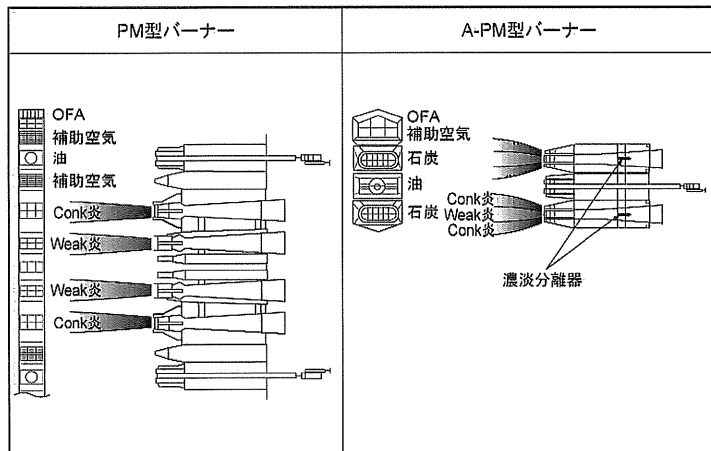 PM型バーナー
OFA
補助空気
油
補助空気
Conk炎
Weak炎
Weak炎
Conk炎
A-PM型バーナー
OFA
補助空気
石炭
油
石炭
Conk炎
Weak炎
Conk炎
濃淡分離器